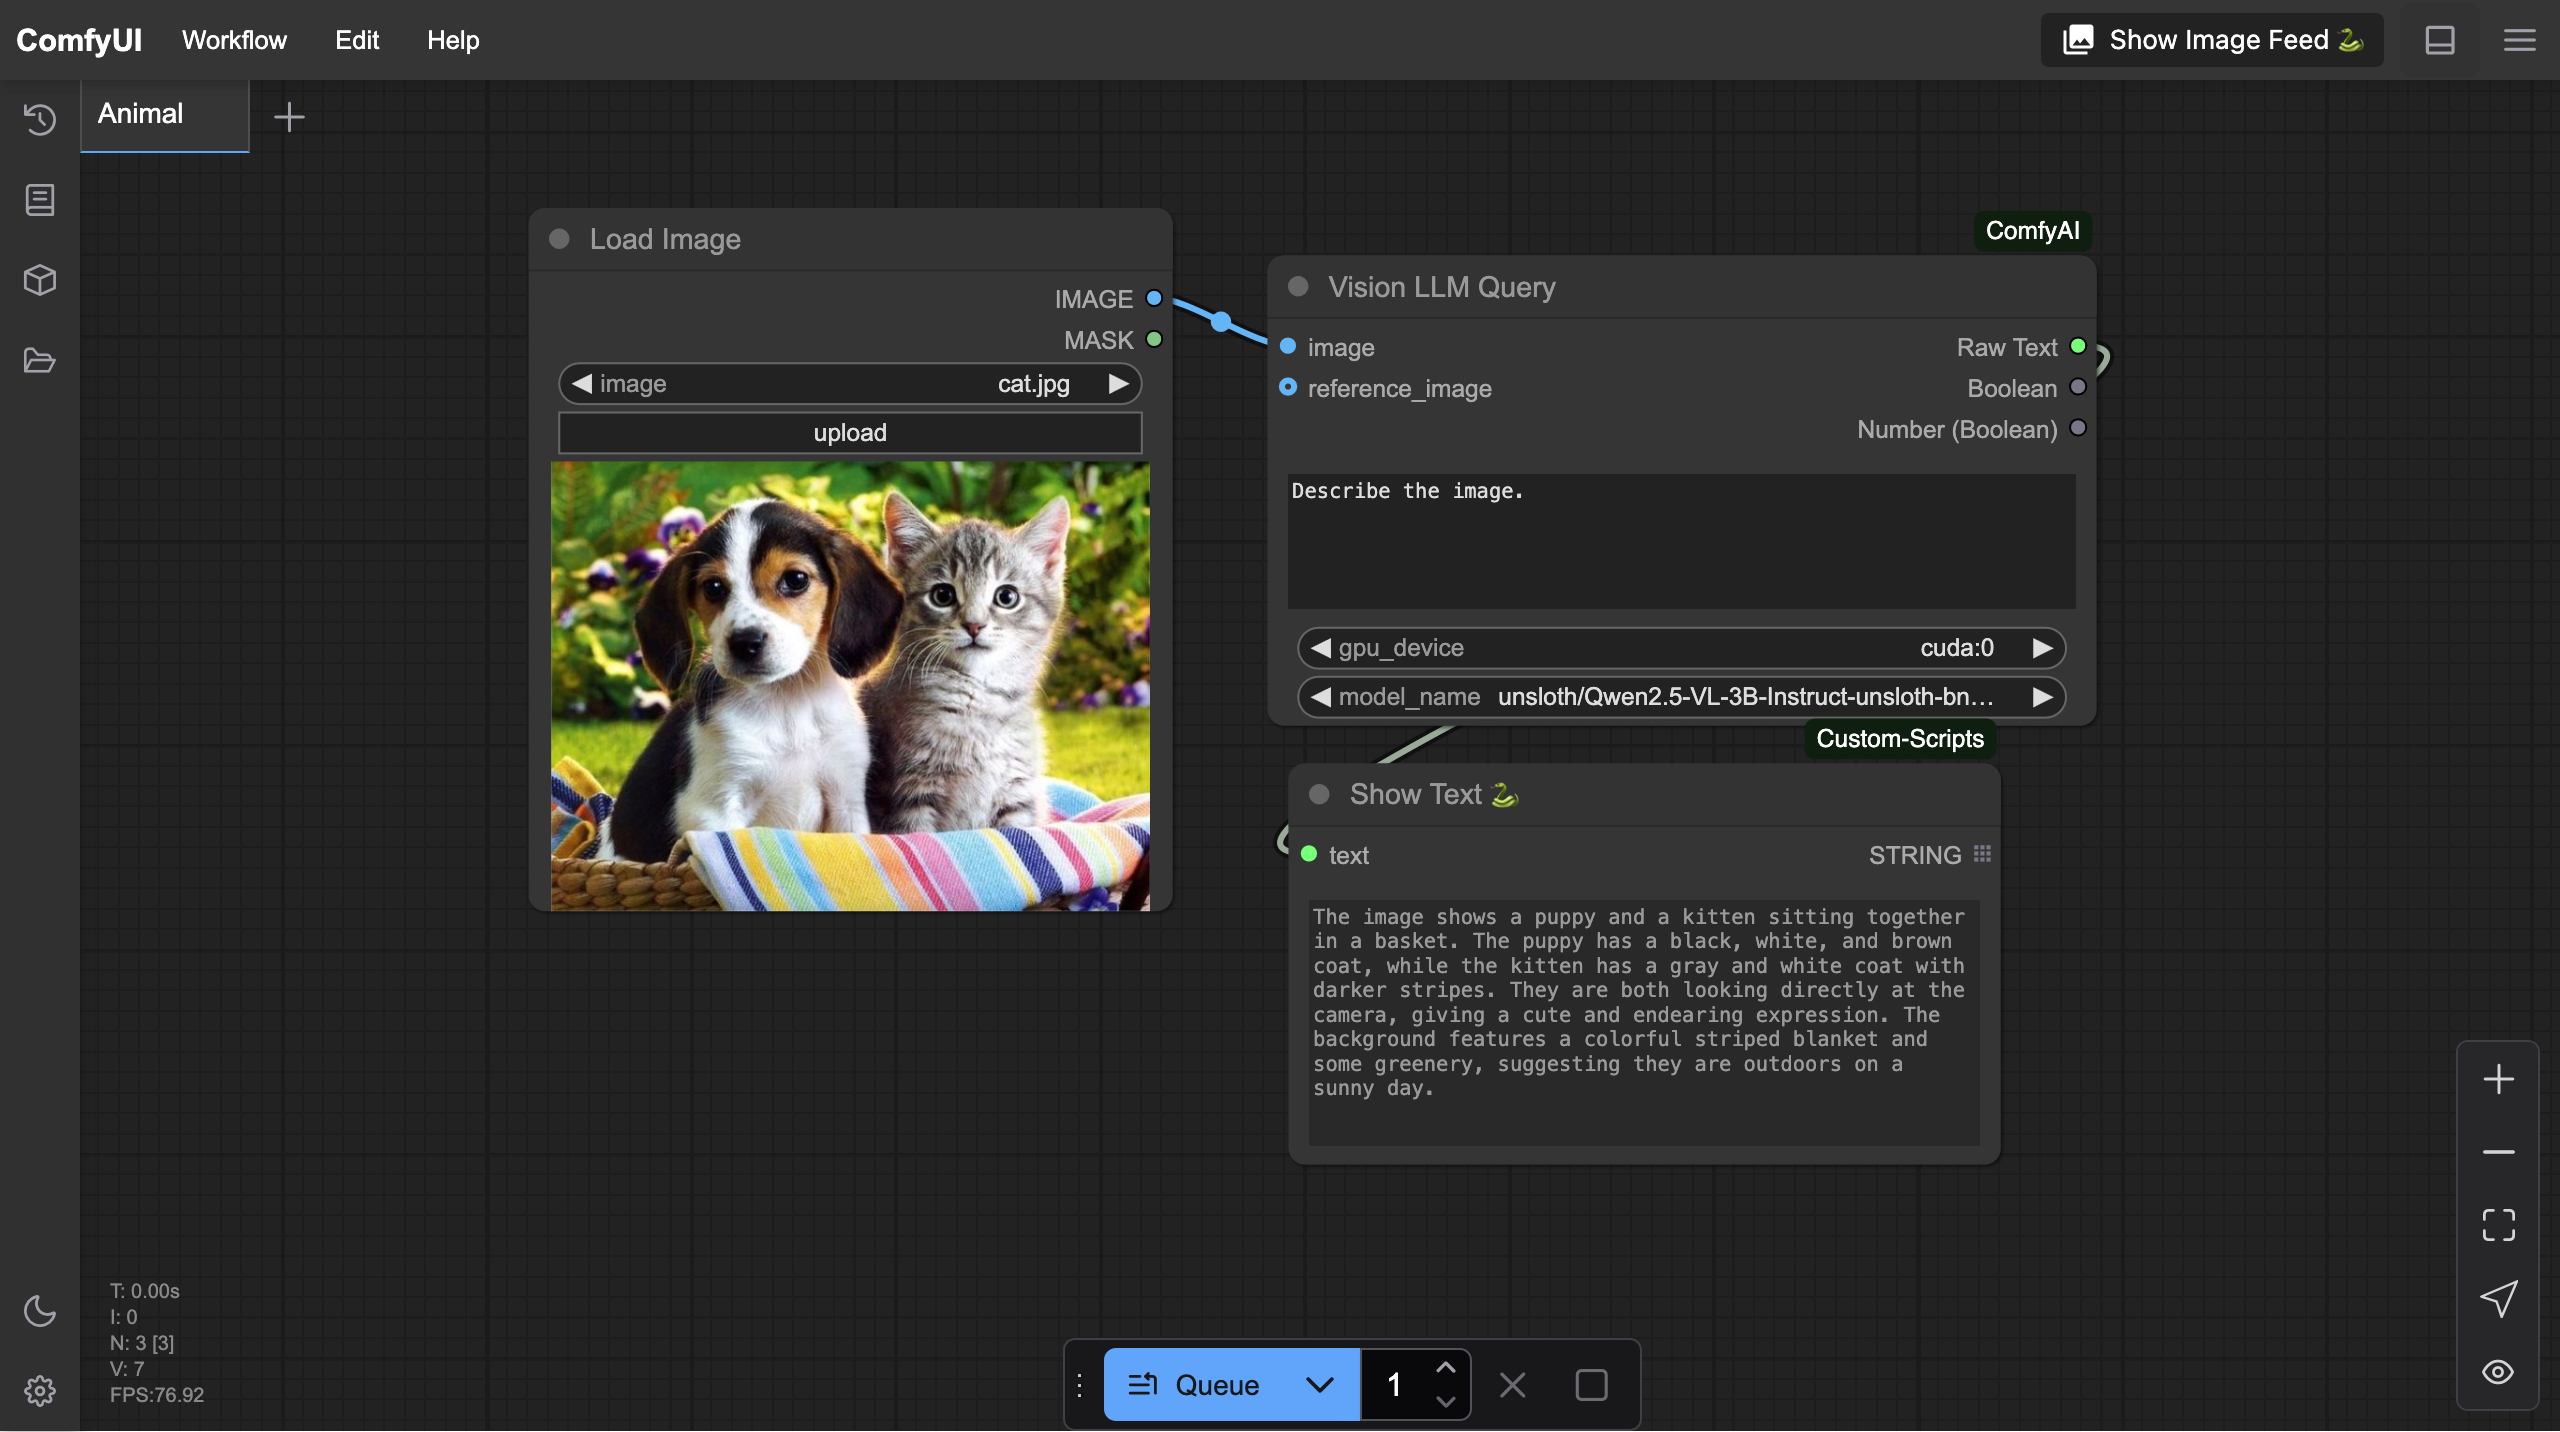 ComfyUI Workflow Edit Help Show Image Feed 🐍
Animal
Load Image
IMAGE
MASK
image cat.jpg
upload
ComfyAI
Vision LLM Query
image Raw Text
reference_image Boolean
Number (Boolean)
Describe the image.
gpu_device cuda:0
model_name unsloth/Qwen2.5-VL-3B-Instruct-unsloth-bn...
Custom-Scripts
Show Text 🐍
text STRING
The image shows a puppy and a kitten sitting together
in a basket. The puppy has a black, white, and brown
coat, while the kitten has a gray and white coat with
darker stripes. They are both looking directly at the
camera, giving a cute and endearing expression. The
background features a colorful striped blanket and
some greenery, suggesting they are outdoors on a
sunny day.
T: 0.00s
I: 0
N: 3 [3]
V: 7
FPS:76.92
Queue 1